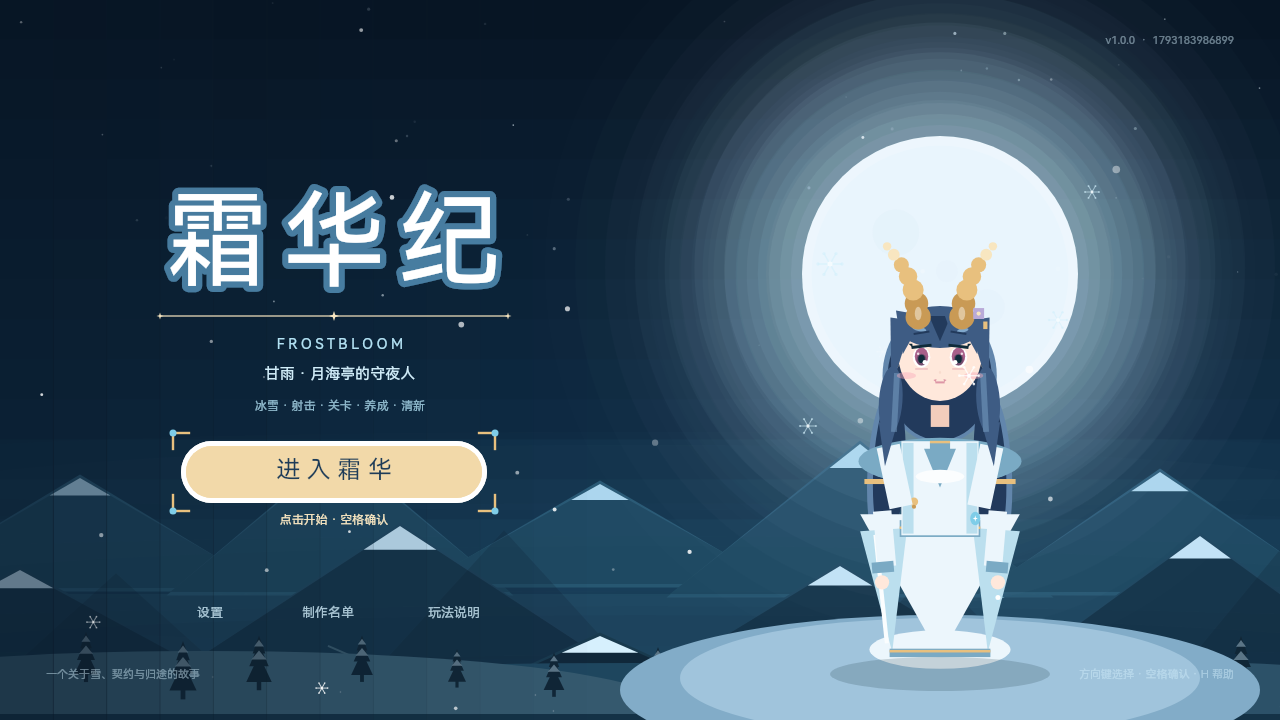 v1.0.0 · 1793183986899
霜华纪
FROSTBLOOM
甘雨 · 月海亭的守夜人
冰雪 · 射击 · 关卡 · 养成 · 清新
进入霜华
点击开始 · 空格确认
设置
制作名单
玩法说明
一个关于雪、契约与归途的故事
方向键选择 · 空格确认 · H 帮助